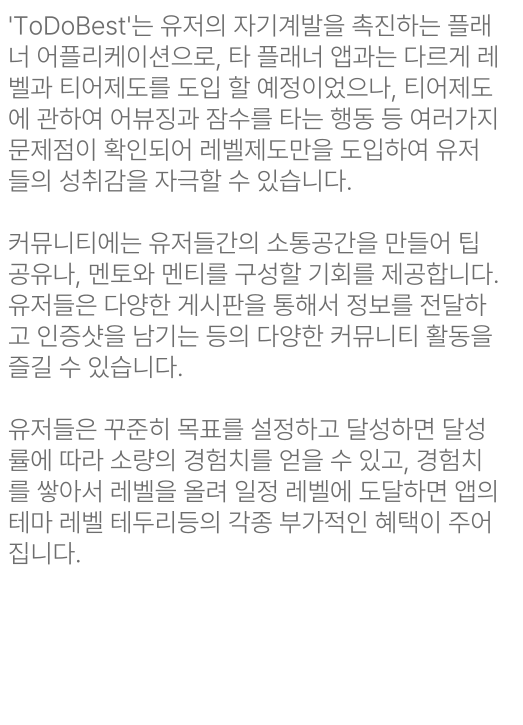 'ToDoBest'는 유저의 자기계발을 촉진하는 플래
너 어플리케이션으로, 타 플래너 앱과는 다르게 레
벨과 티어제도를 도입 할 예정이었으나, 티어제도
에 관하여 어뷰징과 잠수를 타는 행동 등 여러가지
문제점이 확인되어 레벨제도만을 도입하여 유저
들의 성취감을 자극할 수 있습니다.
커뮤니티에는 유저들간의 소통공간을 만들어 팁
공유나, 멘토와 멘티를 구성할 기회를 제공합니다.
유저들은 다양한 게시판을 통해서 정보를 전달하
고 인증샷을 남기는 등의 다양한 커뮤니티 활동을
즐길 수 있습니다.
유저들은 꾸준히 목표를 설정하고 달성하면 달성
률에 따라 소량의 경험치를 얻을 수 있고, 경험치
를 쌓아서 레벨을 올려 일정 레벨에 도달하면 앱의
테마 레벨 테두리등의 각종 부가적인 혜택이 주어
집니다.